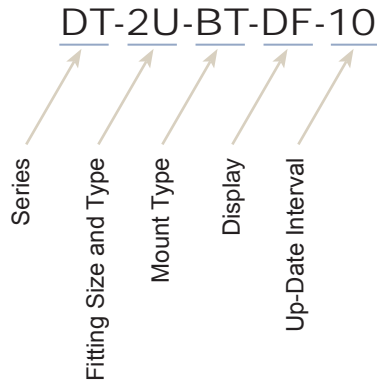 DT-2U-BT-DF-10
Series
Fitting Size and Type
Mount Type
Display
Up-Date Interval